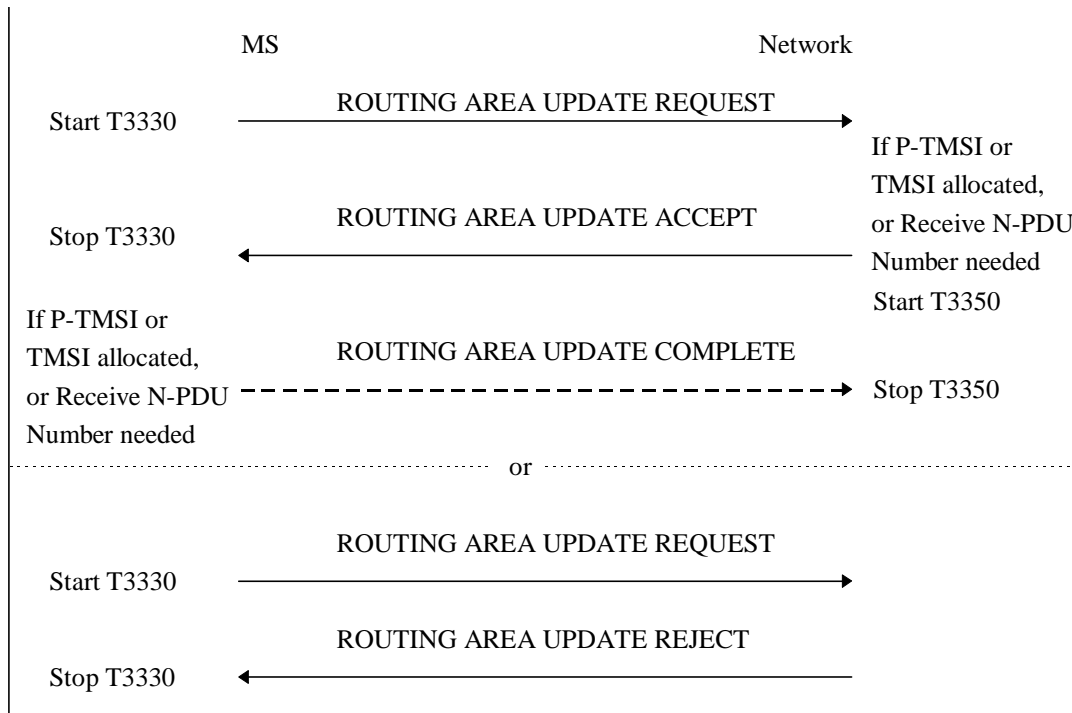 MS
Network
ROUTING AREA UPDATE REQUEST
Start T3330
If P-TMSI or
TMSI allocated,
or Receive N-PDU
Number needed
Start T3350
ROUTING AREA UPDATE ACCEPT
Stop T3330
If P-TMSI or
TMSI allocated,
or Receive N-PDU
Number needed
ROUTING AREA UPDATE COMPLETE
Stop T3350
or
ROUTING AREA UPDATE REQUEST
Start T3330
ROUTING AREA UPDATE REJECT
Stop T3330